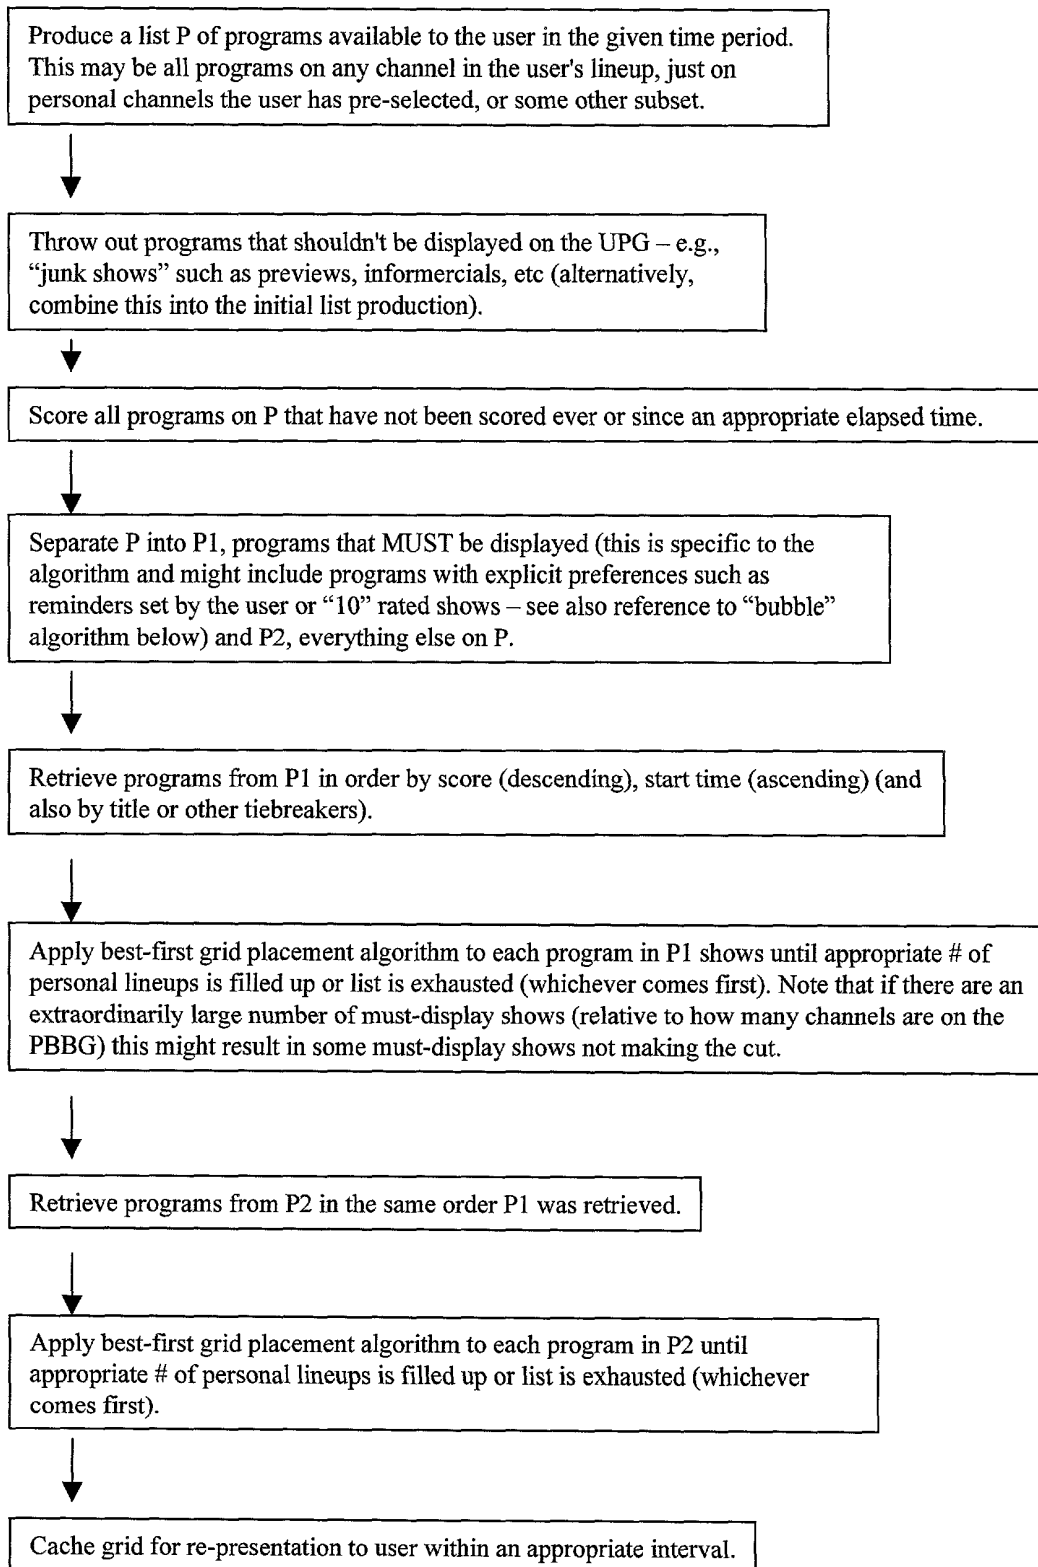 Produce a list P of programs available to the user in the given time period.
This may be all programs on any channel in the user's lineup, just on
personal channels the user has pre-selected, or some other subset.
Throw out programs that shouldn't be displayed on the UPG – e.g.,
“junk shows” such as previews, informercials, etc (alternatively,
combine this into the initial list production).
Score all programs on P that have not been scored ever or since an appropriate elapsed time.
Separate P into P1, programs that MUST be displayed (this is specific to the
algorithm and might include programs with explicit preferences such as
reminders set by the user or “10” rated shows – see also reference to “bubble”
algorithm below) and P2, everything else on P.
Retrieve programs from P1 in order by score (descending), start time (ascending) (and
also by title or other tiebreakers).
Apply best-first grid placement algorithm to each program in P1 shows until appropriate # of
personal lineups is filled up or list is exhausted (whichever comes first). Note that if there are an
extraordinarily large number of must-display shows (relative to how many channels are on the
PBBG) this might result in some must-display shows not making the cut.
Retrieve programs from P2 in the same order P1 was retrieved.
Apply best-first grid placement algorithm to each program in P2 until
appropriate # of personal lineups is filled up or list is exhausted (whichever
comes first).
Cache grid for re-presentation to user within an appropriate interval.